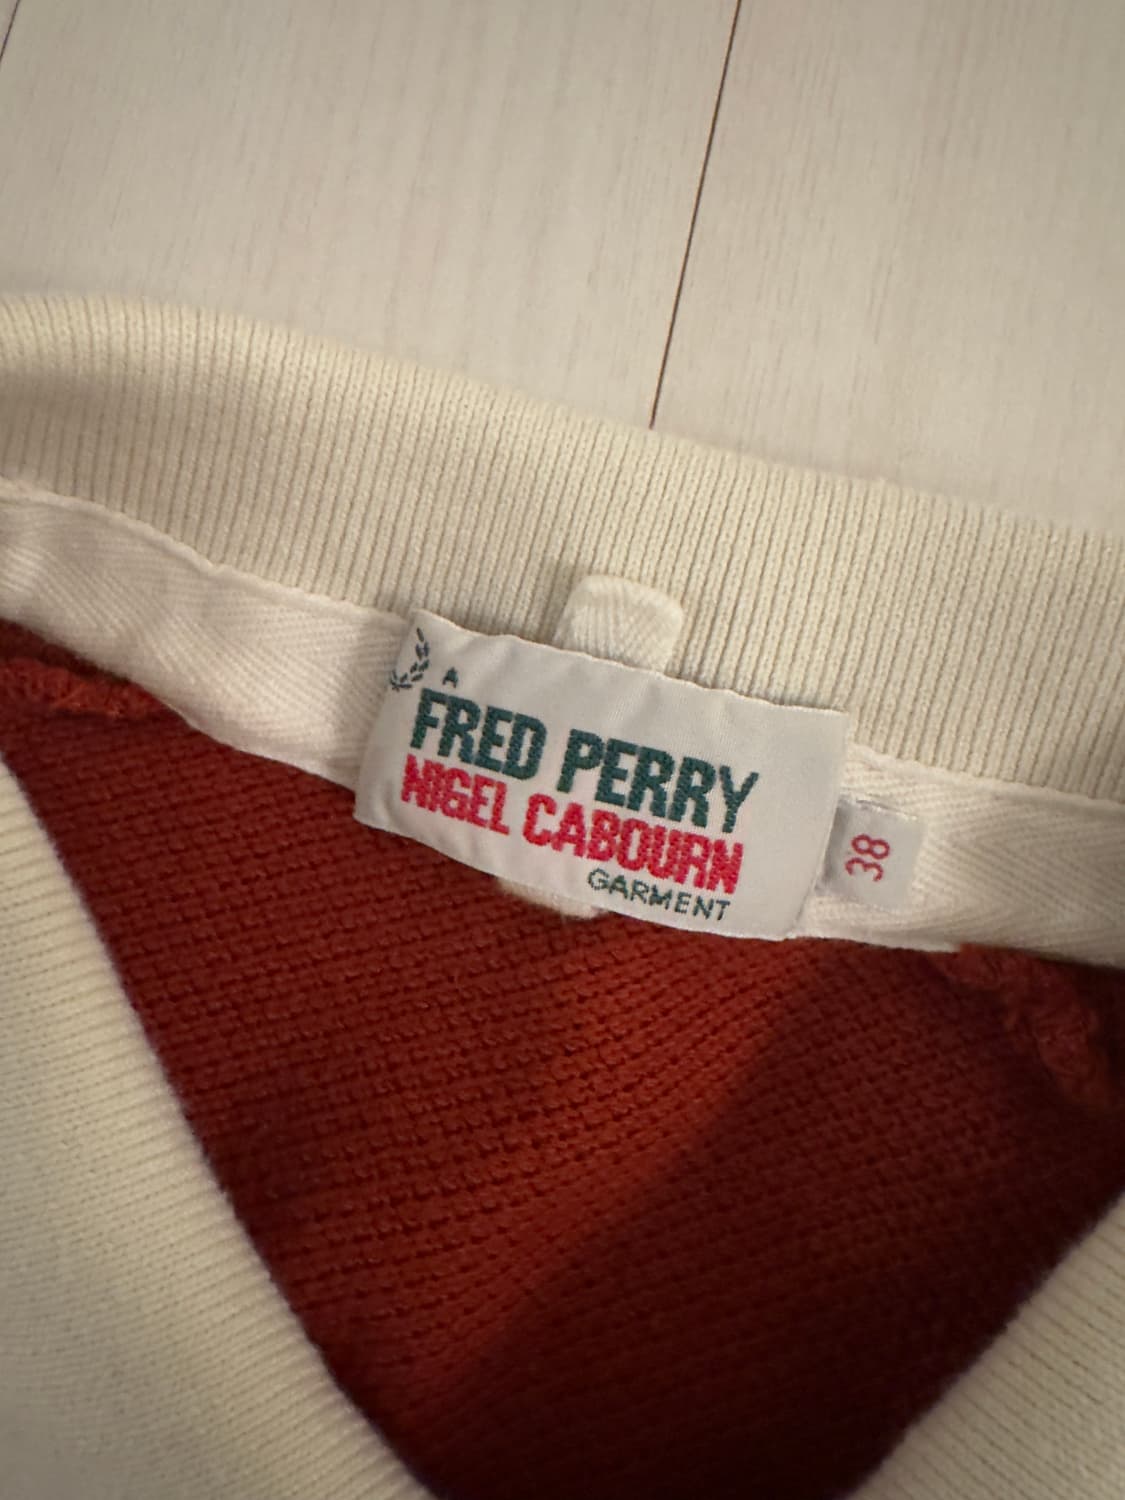 A
FRED PERRY
NIGEL CABOURN
GARMENT
38